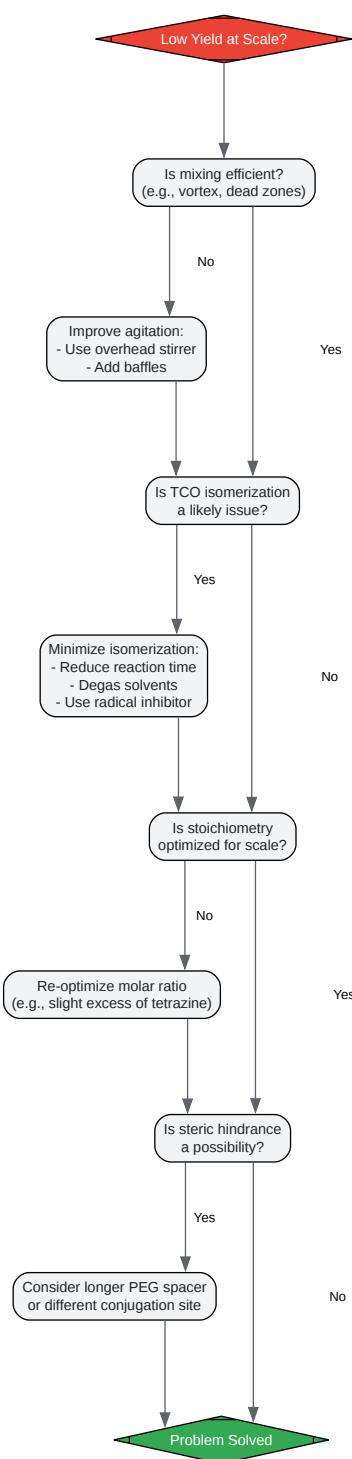 Low Yield at Scale?
Is mixing efficient?
(e.g., vortex, dead zones)
No
Improve agitation:
- Use overhead stirrer
- Add baffles
Yes
Is TCO isomerization
a likely issue?
Yes
Minimize isomerization:
- Reduce reaction time
- Degas solvents
- Use radical inhibitor
No
Is stoichiometry
optimized for scale?
No
Re-optimize molar ratio
(e.g., slight excess of tetrazine)
Yes
Is steric hindrance
a possibility?
Yes
Consider longer PEG spacer
or different conjugation site
No
Problem Solved